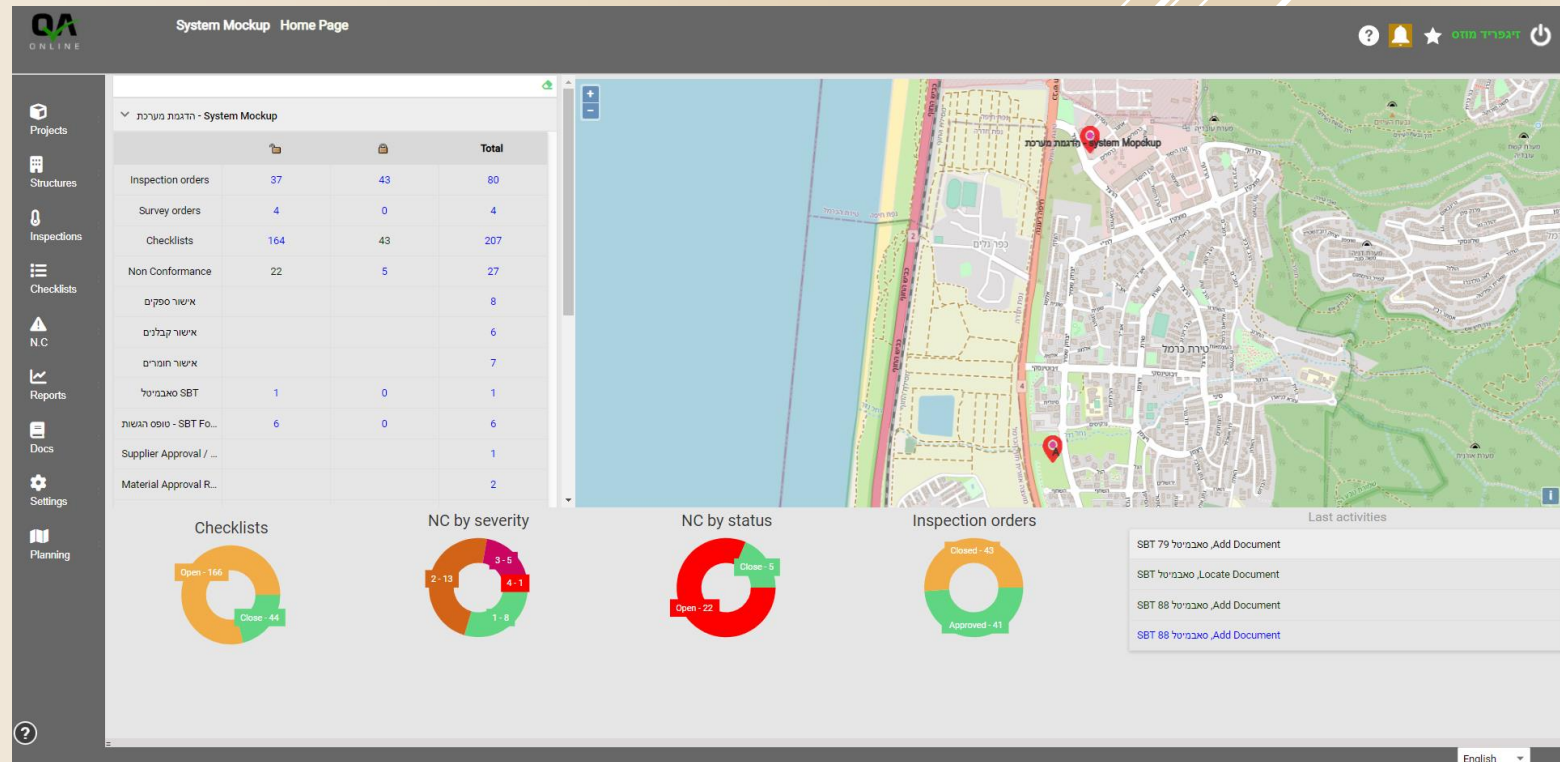 QA
ONLINE
System Mockup Home Page
זיגפריד מוזס
Projects
Structures
Inspections
Checklists
N.C
Reports
Docs
Settings
Planning
System Mockup - הדגמת מערכת
Total
Inspection orders 37 43 80
Survey orders 4 0 4
Checklists 164 43 207
Non Conformance 22 5 27
אישור ספקים 8
אישור קבלנים 6
אישור חומרים 7
SBT סאבמיטל 1 0 1
SBT Fo... - טופס הגשות 6 0 6
Supplier Approval / ... 1
Material Approval R... 2
+
-
הדגמת מערכת - system Mopckup
כפר גלים
טירת כרמל
כביש החוף
2
4
A
i
Checklists
Open - 166
Close - 44
NC by severity
3 - 5
2 - 13
4 - 1
1 - 8
NC by status
Close - 5
Open - 22
Inspection orders
Closed - 43
Approved - 41
Last activities
SBT 79 סאבמיטל ,Add Document
SBT סאבמיטל ,Locate Document
SBT 88 סאבמיטל ,Add Document
SBT 88 סאבמיטל ,Add Document
?
English